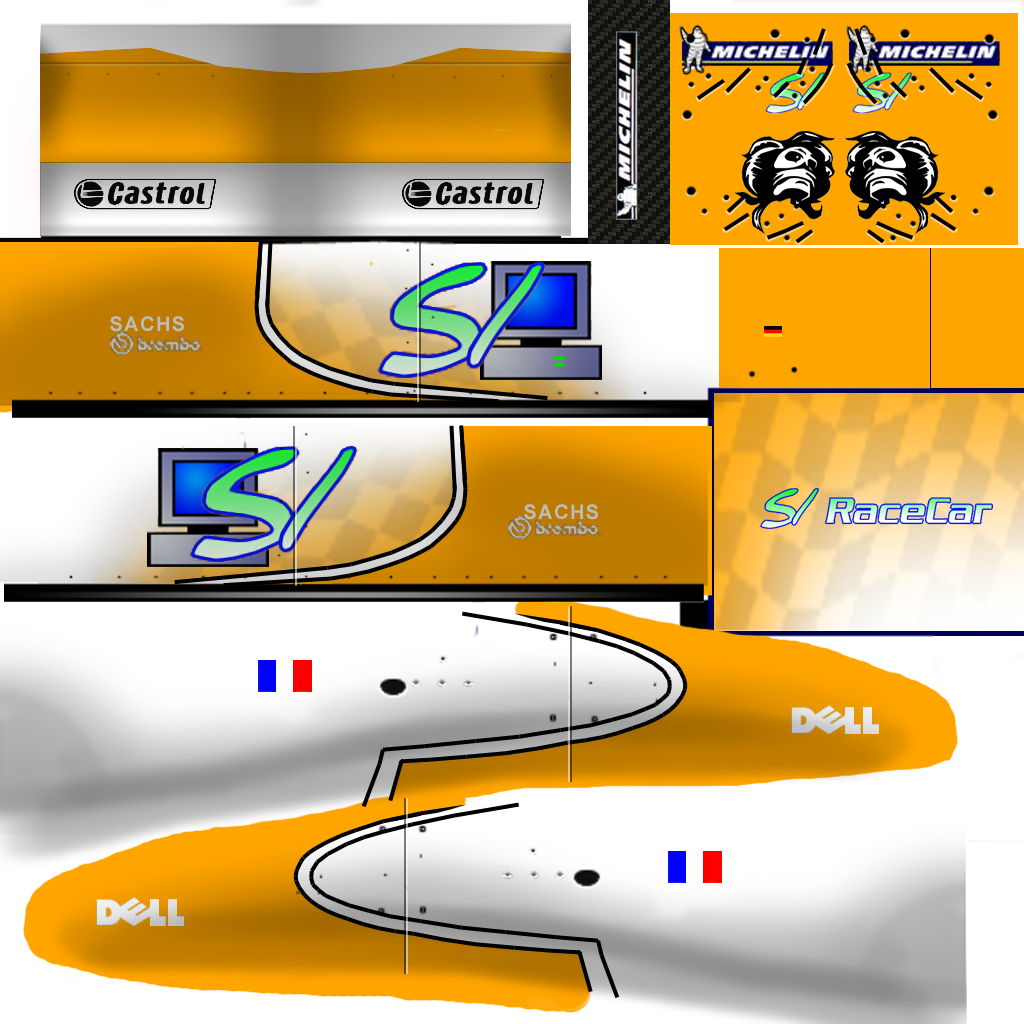 MICHELIN
MICHELIN MICHELIN
SI SI
Castrol Castrol
SACHS
brembo
SI
SI
SACHS
brembo
SI RaceCar
DELL
DELL